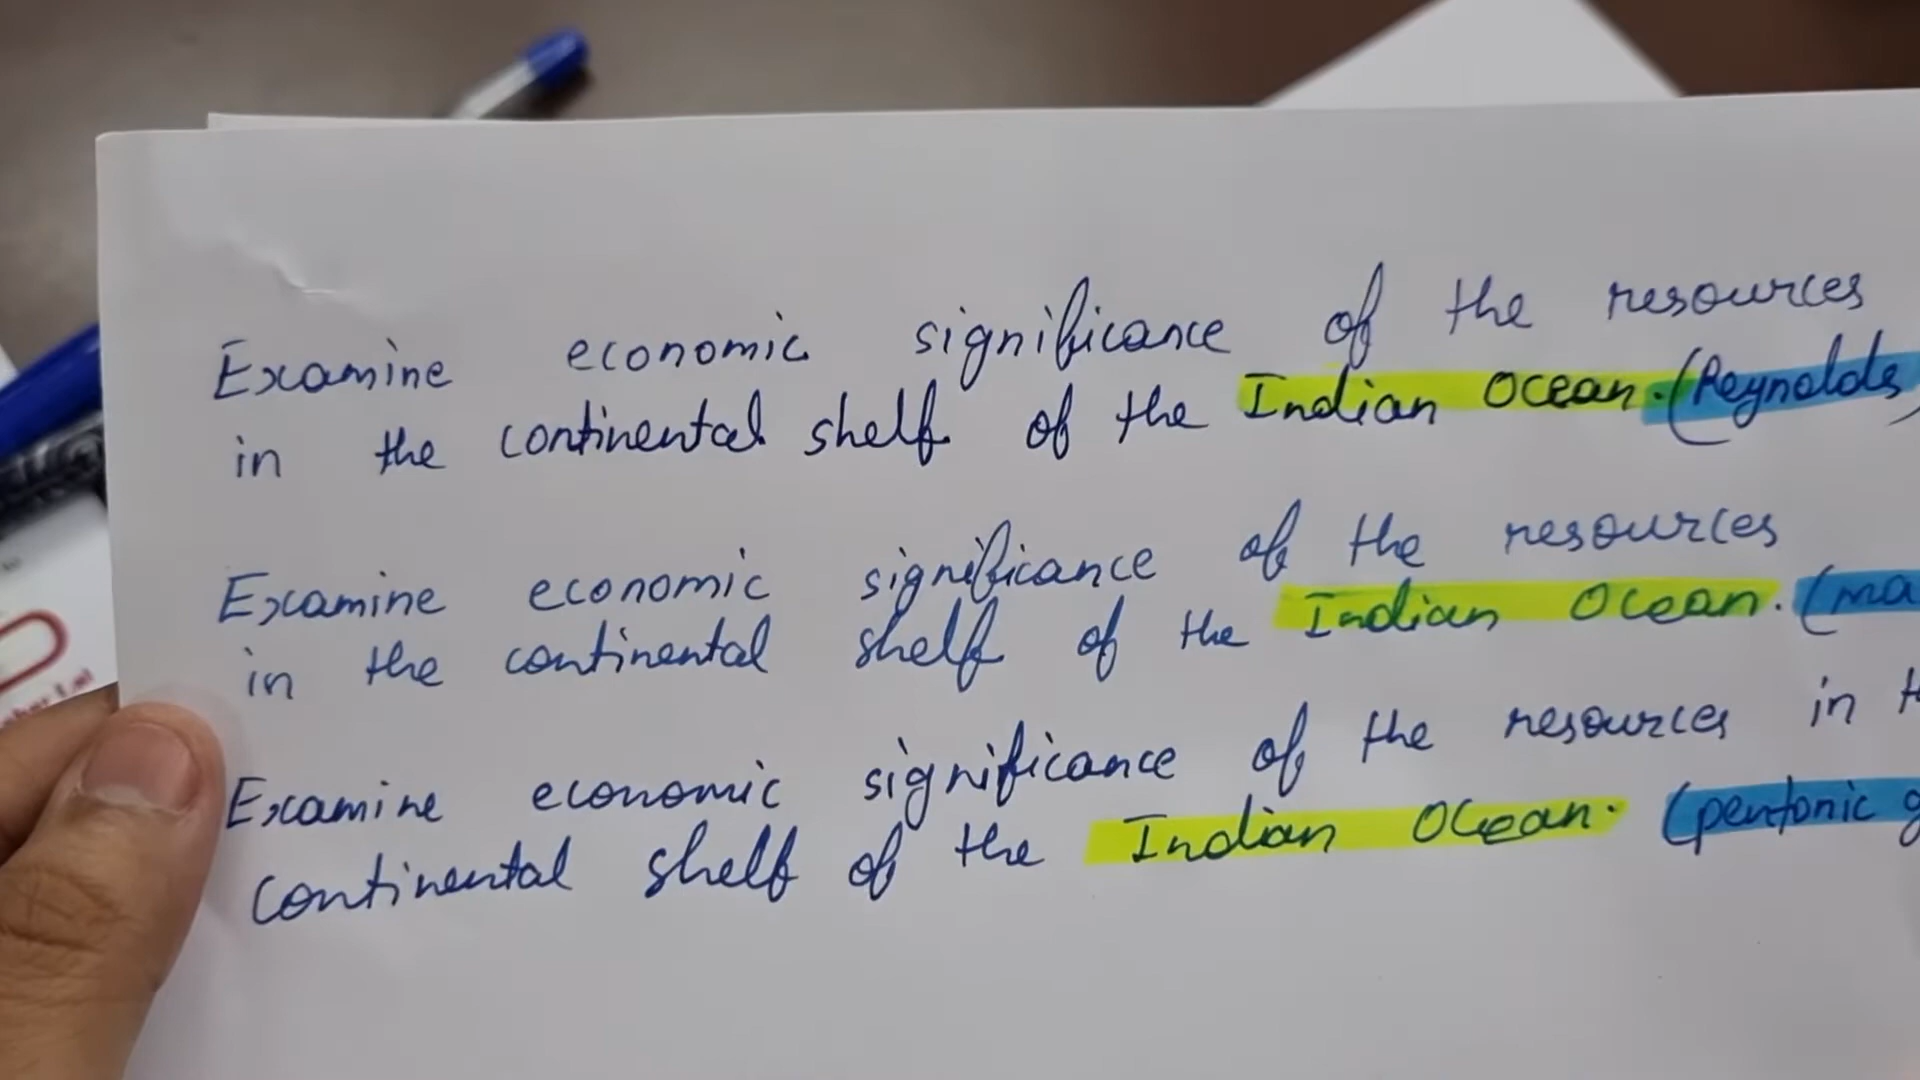 Examine economic significance of the resources
in the continental shelf of the Indian Ocean. (Reynolds,
Examine economic significance of the resources
in the continental shelf of the Indian Ocean. (ma
Examine economic significance of the resources in
continental shelf of the Indian Ocean. (pentonic g